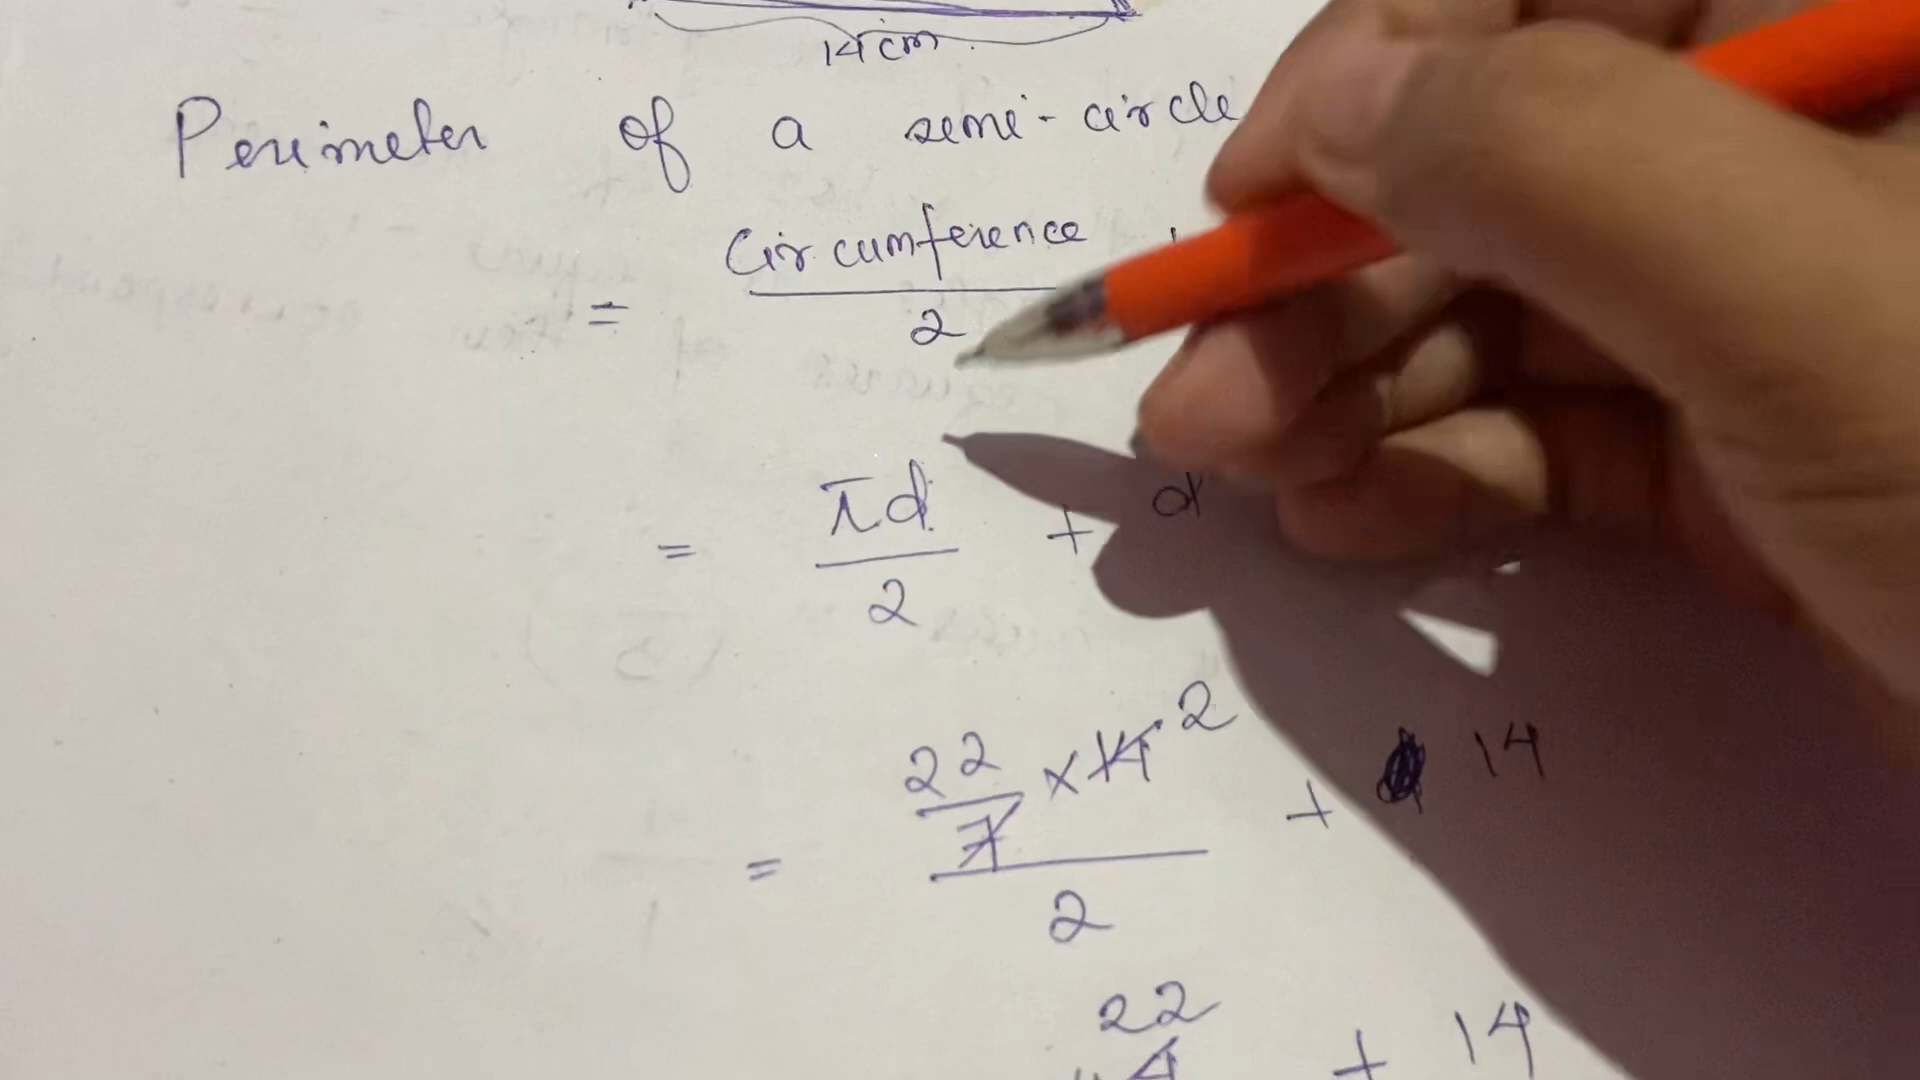 14 cm
Perimeter of a semi-circle
= Circumference
2
= πd/2 + d
= 22/7 × 14 2 / 2 + 14
22
+ 14